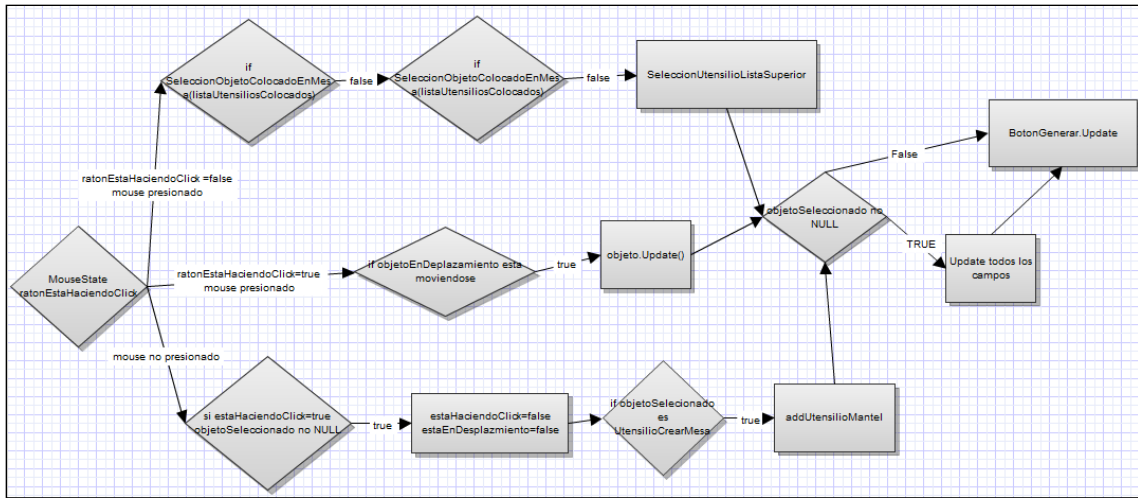 if
SeleccionObjetoColocadoEnMes
a(listaUtensiliosColocados)
false
if
SeleccionObjetoColocadoEnMes
a(listaUtensiliosColocados)
false
SeleccionUtensilioListaSuperior
ratonEstaHaciendoClick =false
mouse presionado
MouseState
ratonEstaHaciendoClick
ratonEstaHaciendoClick=true
mouse presionado
if objetoEnDeplazamiento esta
moviendose
true
objeto.Update()
objetoSeleccionado no
NULL
False
BotonGenerar.Update
TRUE
Update todos los
campos
mouse no presionado
si estaHaciendoClick=true
objetoSeleccionado no NULL
true
estaHaciendoClick=false
estaEnDesplazmiento=false
if objetoSelecionado
es
UtensilioCrearMesa
true
addUtensilioMantel